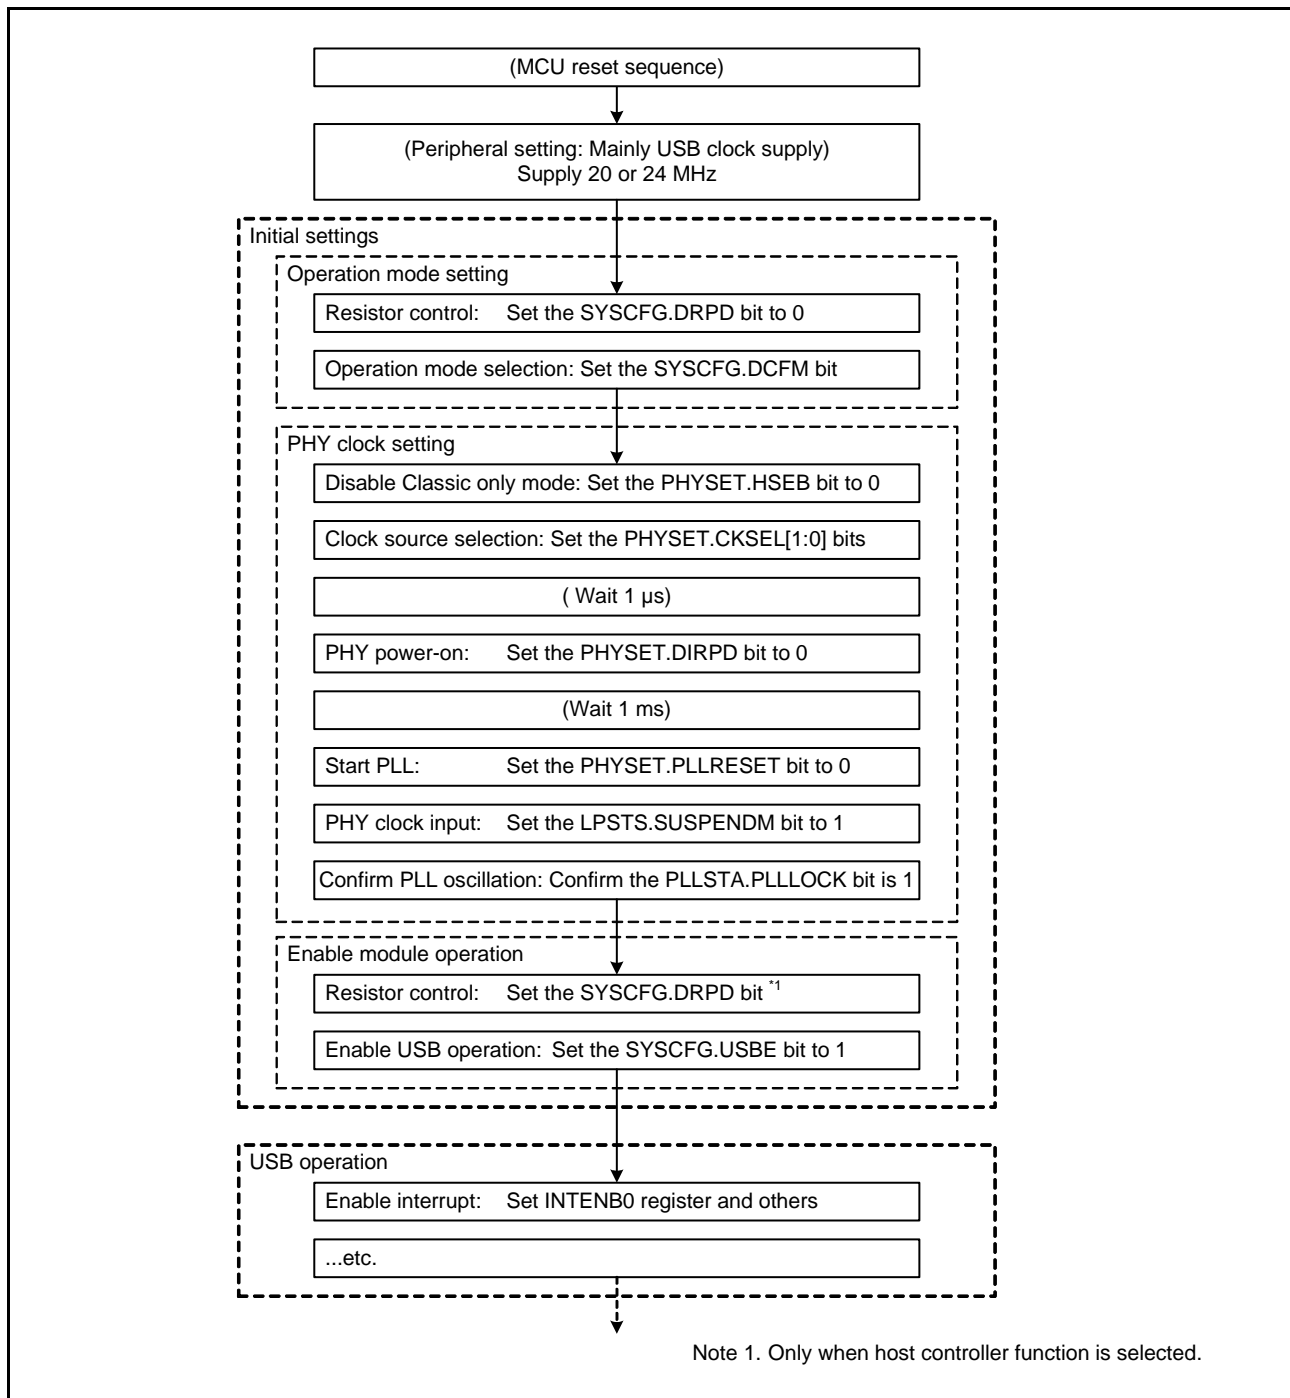 (MCU reset sequence)
(Peripheral setting: Mainly USB clock supply)
Supply 20 or 24 MHz
Initial settings
Operation mode setting
Resistor control: Set the SYSCFG.DRPD bit to 0
Operation mode selection: Set the SYSCFG.DCFM bit
PHY clock setting
Disable Classic only mode: Set the PHYSET.HSEB bit to 0
Clock source selection: Set the PHYSET.CKSEL[1:0] bits
( Wait 1 µs)
PHY power-on: Set the PHYSET.DIRPD bit to 0
(Wait 1 ms)
Start PLL: Set the PHYSET.PLLRESET bit to 0
PHY clock input: Set the LPSTS.SUSPENDM bit to 1
Confirm PLL oscillation: Confirm the PLLSTA.PLLLOCK bit is 1
Enable module operation
Resistor control: Set the SYSCFG.DRPD bit *1
Enable USB operation: Set the SYSCFG.USBE bit to 1
USB operation
Enable interrupt: Set INTENB0 register and others
...etc.
Note 1. Only when host controller function is selected.